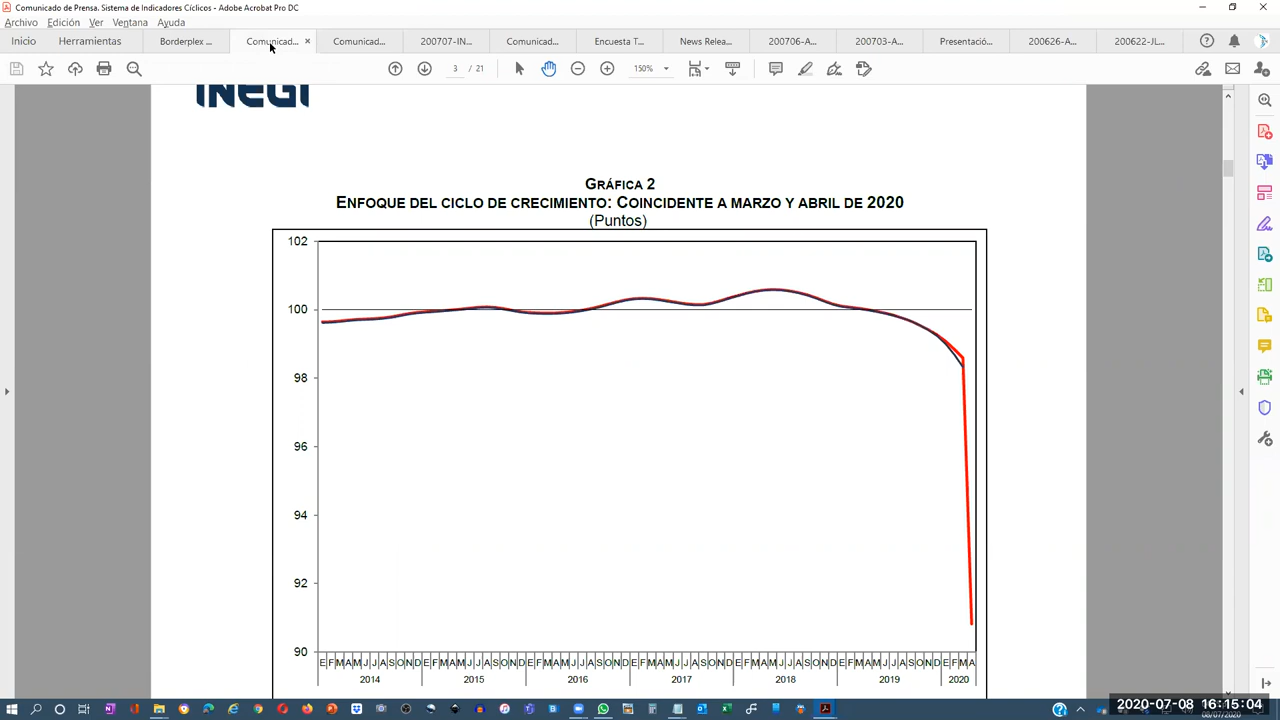 Comunicado de Prensa. Sistema de Indicadores Cíclicos - Adobe Acrobat Pro DC
Archivo Edición Ver Ventana Ayuda
Inicio Herramientas Borderplex ... Comunicad... × Comunicad... 200707-IN... Comunicad... Encuesta T... News Relea... 200706-A... 200703-A... Presentació... 200626-A... 200622-JL...
3 / 21 150%
INEGI
GRÁFICA 2
ENFOQUE DEL CICLO DE CRECIMIENTO: COINCIDENTE A MARZO Y ABRIL DE 2020
(Puntos)
102
100
98
96
94
92
90
E F M A M J J A S O N D E F M A M J J A S O N D E F M A M J J A S O N D E F M A M J J A S O N D E F M A M J J A S O N D E F M A M J J A S O N D E F M A
2014 2015 2016 2017 2018 2019 2020
2020-07-08 16:15:04
08/07/2020